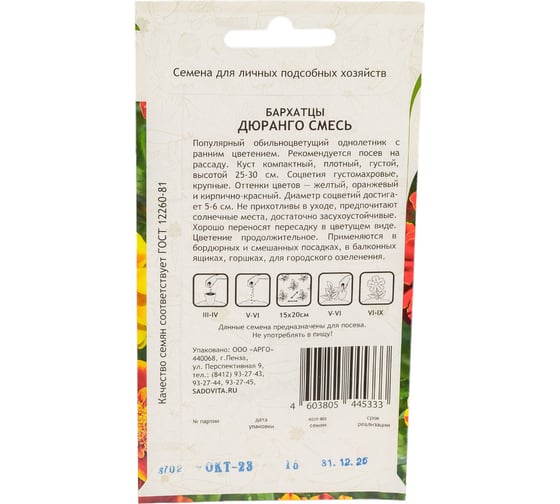 Семена для личных подсобных хозяйств
БАРХАТЦЫ
ДЮРАНГО СМЕСЬ
Популярный обильноцветущий однолетник с
ранним цветением. Рекомендуется посев на
рассаду. Куст компактный, плотный, густой,
высотой 25-30 см. Соцветия густомахровые,
крупные. Оттенки цветов — желтый, оранжевый
и кирпично-красный. Диаметр соцветий достига-
ет 5-6 см. Не прихотливы в уходе, предпочитают
солнечные места, достаточно засухоустойчивые.
Хорошо переносят пересадку в цветущем виде.
Цветение продолжительное. Применяются в
бордюрных и смешанных посадках, в балконных
ящиках, горшках, для городского озеленения.
III-IV V-VI 15x20см V-VI VI-IX
Данные семена предназначены для посева.
Не употреблять в пищу!
Упаковано: ООО «АРГО»
440068, г.Пенза,
ул. Перспективная 9,
тел.: (8412) 93-27-43,
93-27-44, 93-27-45.
SADOVITA.RU
4 603805 445333
№ партии дата упаковки кол-во семян срок реализации
ОКТ-23 15 31.12.25
Качество семян соответствует ГОСТ 12260-81